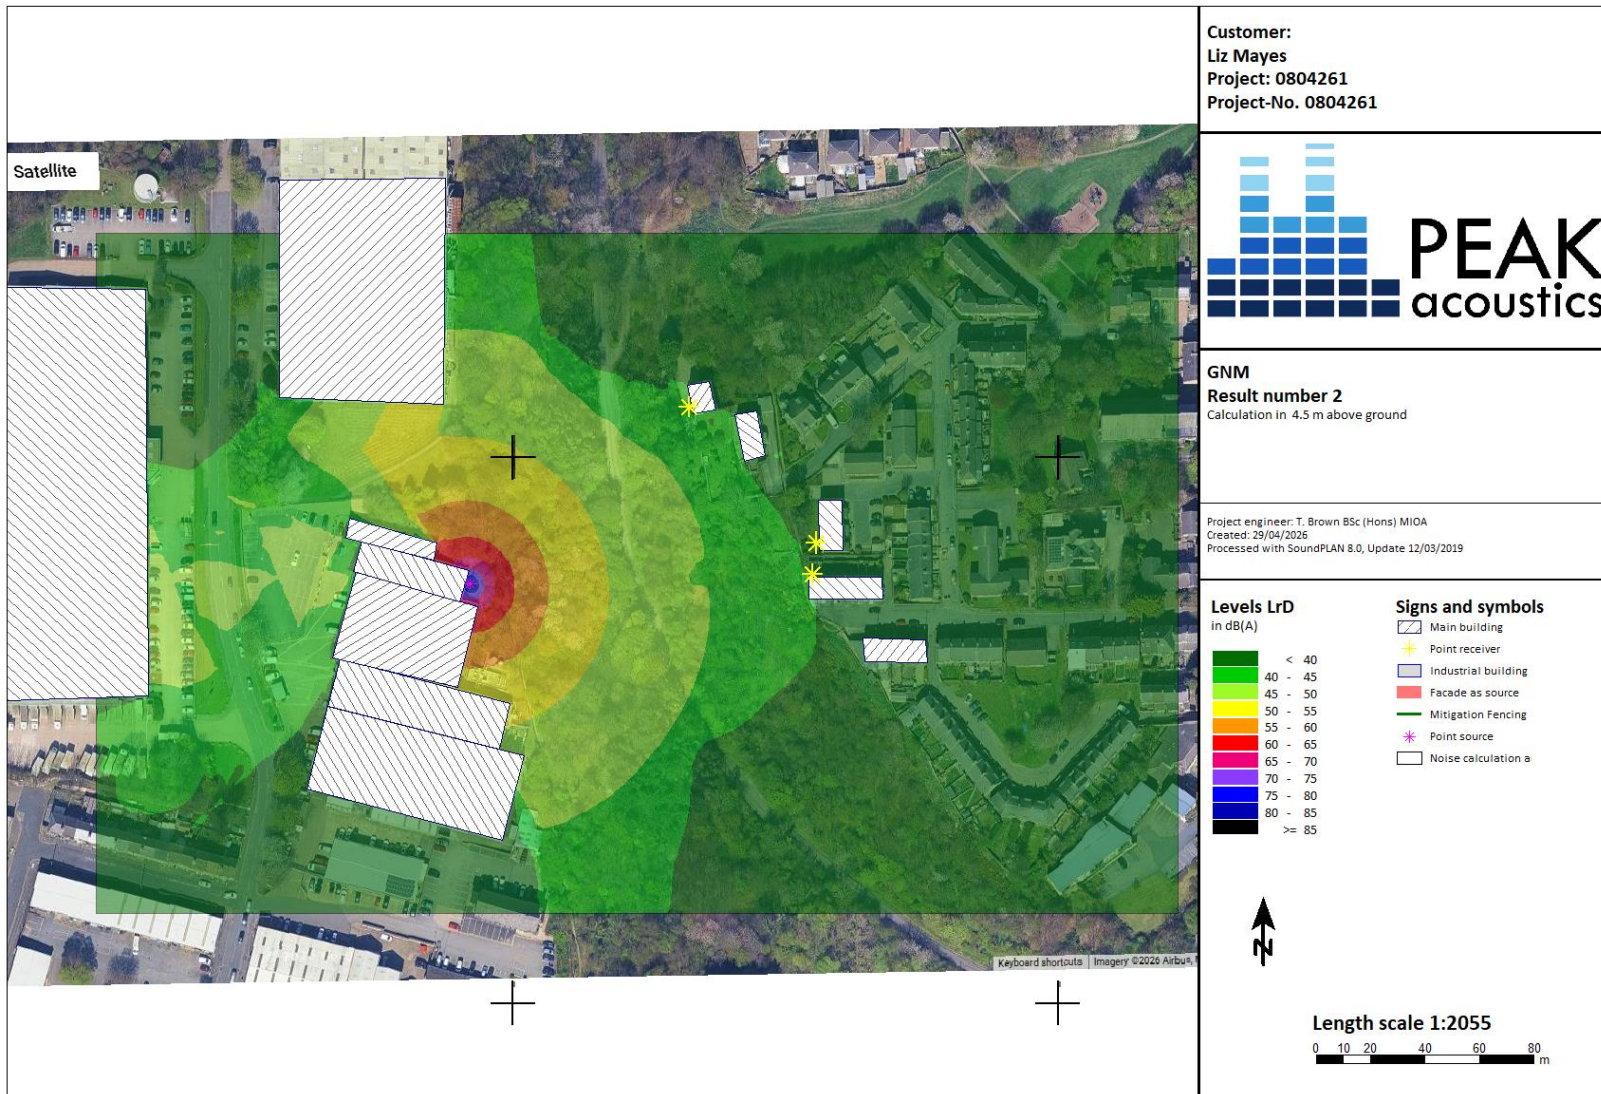 Satellite
Keyboard shortcuts
Imagery ©2026 Airbus,
Customer:
Liz Mayes
Project: 0804261
Project-No. 0804261
PEAK
acoustics
GNM
Result number 2
Calculation in 4.5 m above ground
Project engineer: T. Brown BSc (Hons) MIOA
Created: 29/04/2026
Processed with SoundPLAN 8.0, Update 12/03/2019
Levels LrD
in dB(A)
< 40
40 - 45
45 - 50
50 - 55
55 - 60
60 - 65
65 - 70
70 - 75
75 - 80
80 - 85
>= 85
Signs and symbols
Main building
Point receiver
Industrial building
Facade as source
Mitigation Fencing
Point source
Noise calculation a
N
Length scale 1:2055
0 10 20 40 60 80
m